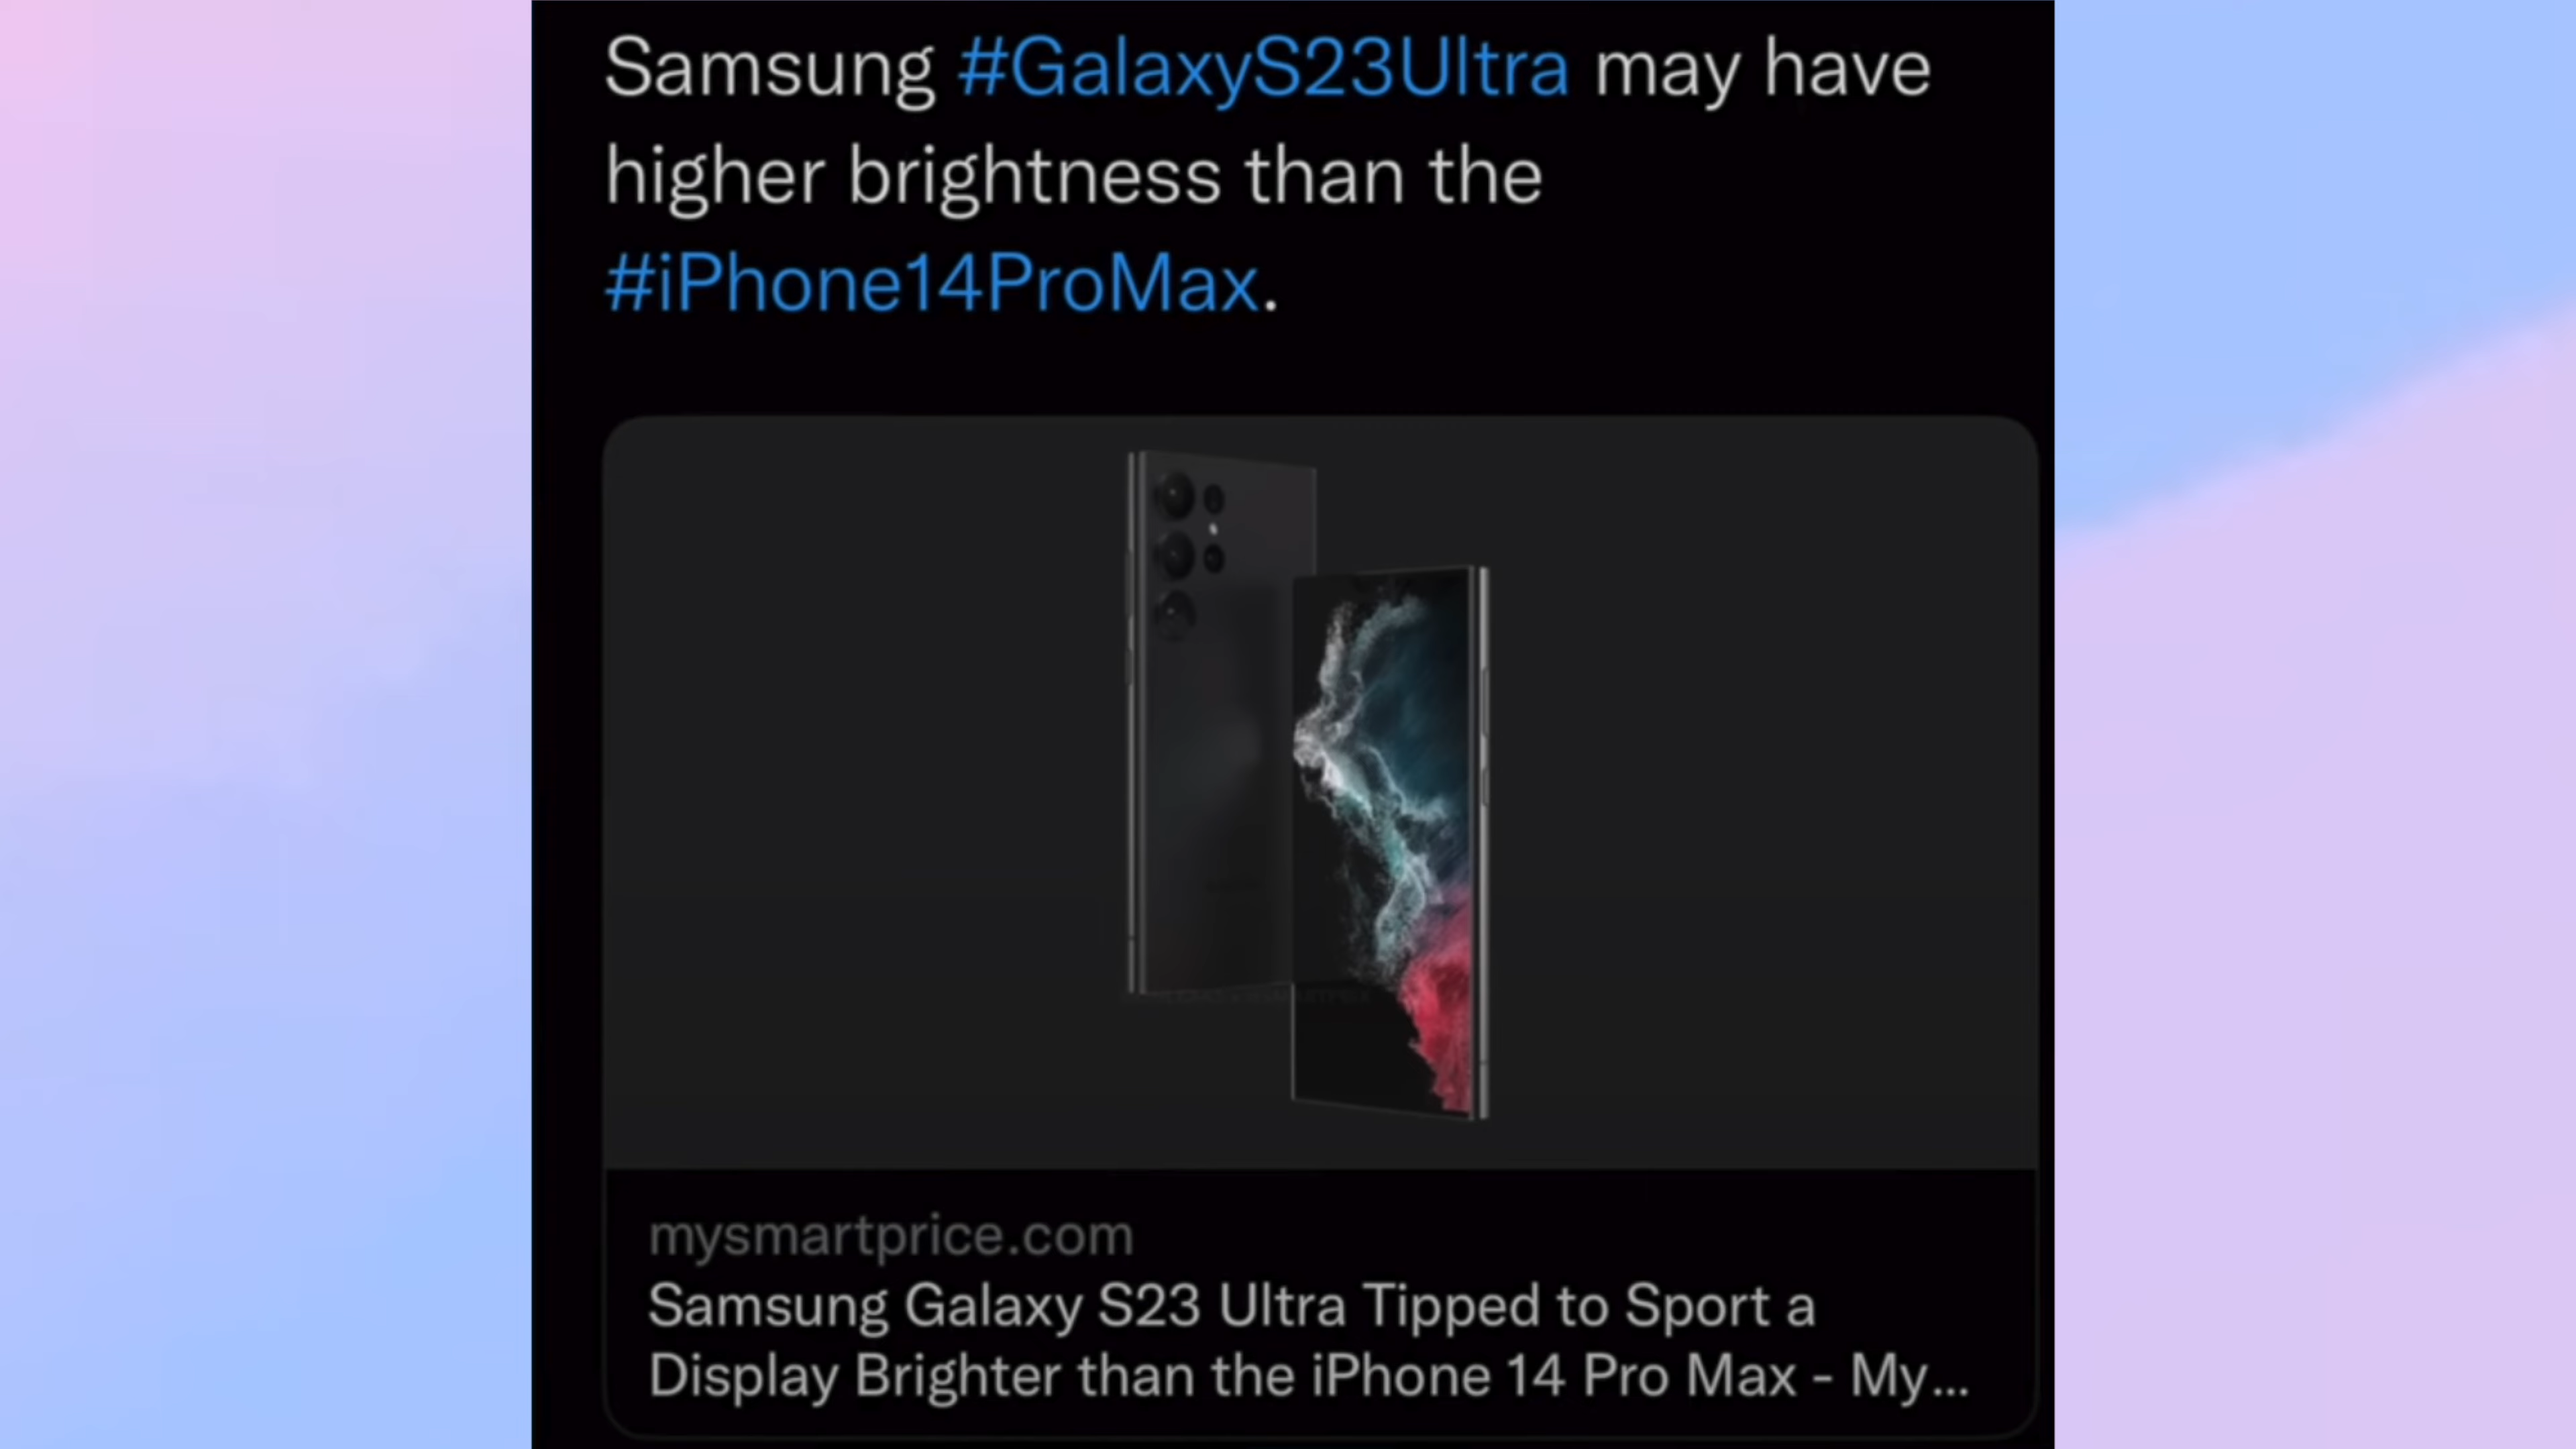 Samsung #GalaxyS23Ultra may have
higher brightness than the
#iPhone14ProMax.
mysmartprice.com
Samsung Galaxy S23 Ultra Tipped to Sport a
Display Brighter than the iPhone 14 Pro Max - My...